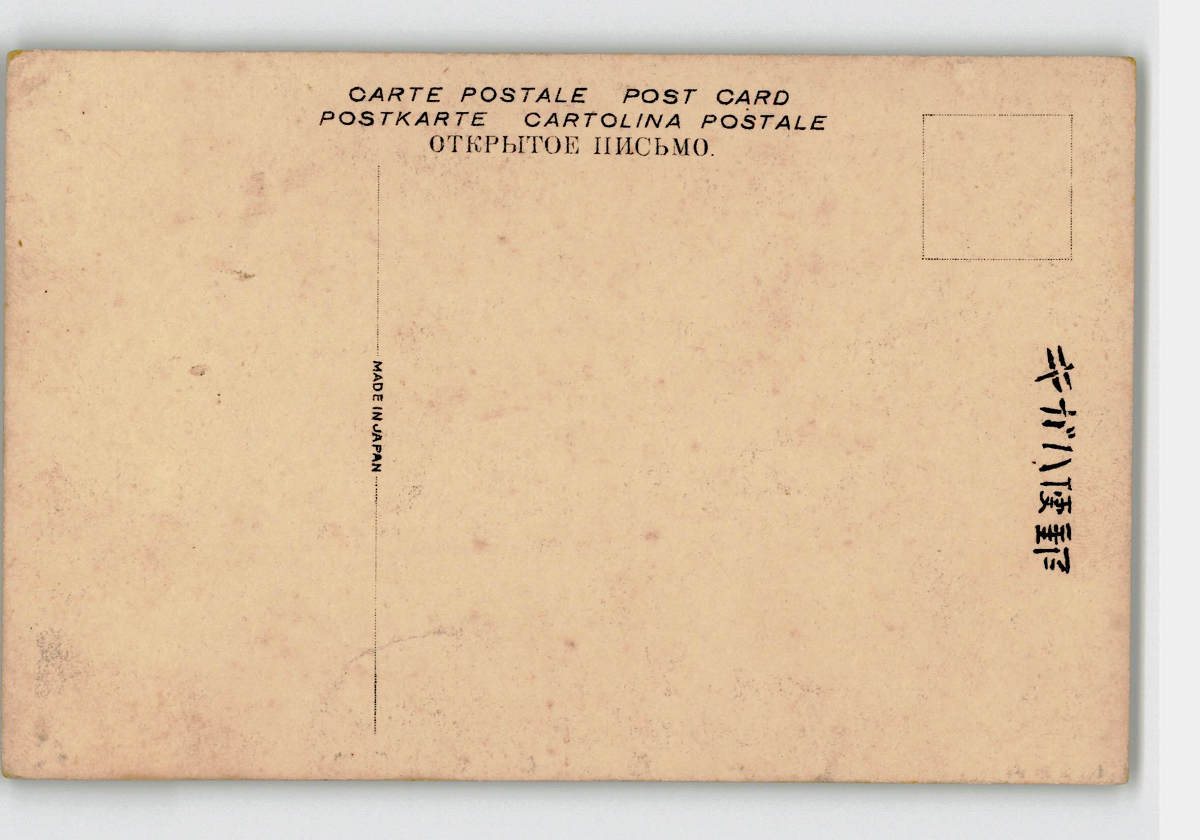 CARTE POSTALE POST CARD
POSTKARTE CARTOLINA POSTALE
ОТКРЫТОЕ ПИСЬМО.
MADE IN JAPAN
郵便ハガキ